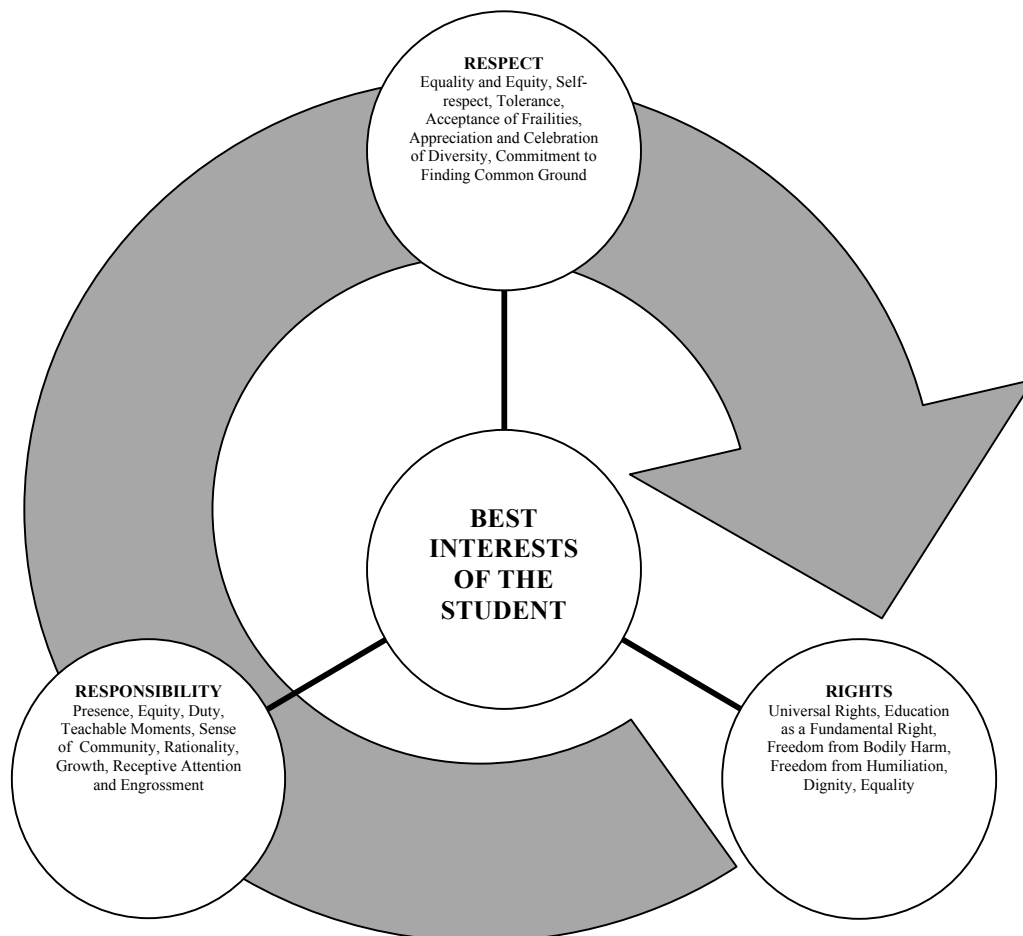 RESPECT
Equality and Equity, Self-
respect, Tolerance,
Acceptance of Frailities,
Appreciation and Celebration
of Diversity, Commitment to
Finding Common Ground
BEST
INTERESTS
OF THE
STUDENT
RESPONSIBILITY
Presence, Equity, Duty,
Teachable Moments, Sense
of Community, Rationality,
Growth, Receptive Attention
and Engrossment
RIGHTS
Universal Rights, Education
as a Fundamental Right,
Freedom from Bodily Harm,
Freedom from Humiliation,
Dignity, Equality